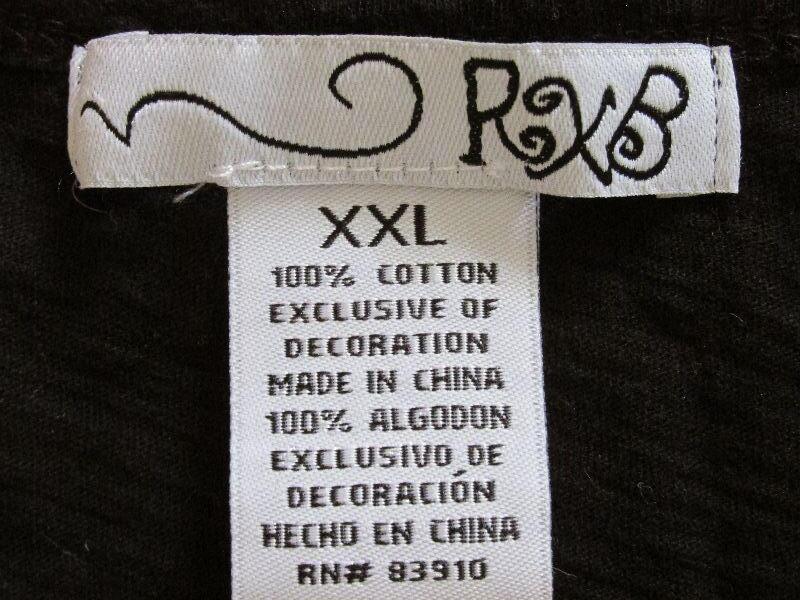 RXB
XXL
100% COTTON
EXCLUSIVE OF
DECORATION
MADE IN CHINA
100% ALGODON
EXCLUSIVO DE
DECORACIÓN
HECHO EN CHINA
RN# 83910